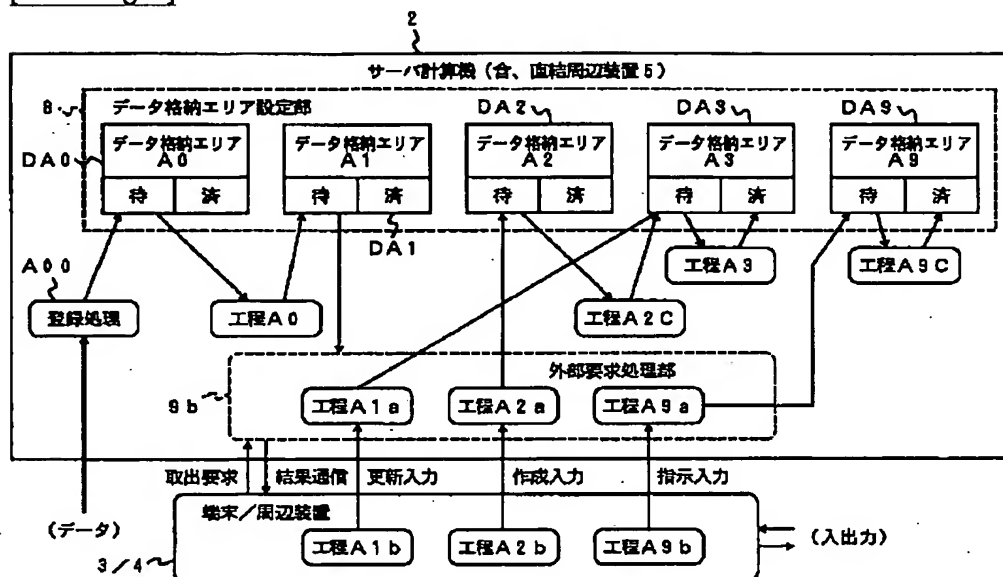 2
サーバ計算機(含、直結周辺装置5)
8
データ格納エリア設定部
DA0
データ格納エリア
A0
待 済
データ格納エリア
A1
待 済
DA1
DA2
データ格納エリア
A2
待 済
DA3
データ格納エリア
A3
待 済
DA9
データ格納エリア
A9
待 済
A00
登録処理
工程A0
工程A2C
工程A3
工程A9C
9b
外部要求処理部
工程A1a
工程A2a
工程A9a
取出要求
結果通信
更新入力
作成入力
指示入力
(データ)
端末/周辺装置
3/4
工程A1b
工程A2b
工程A9b
(入出力)